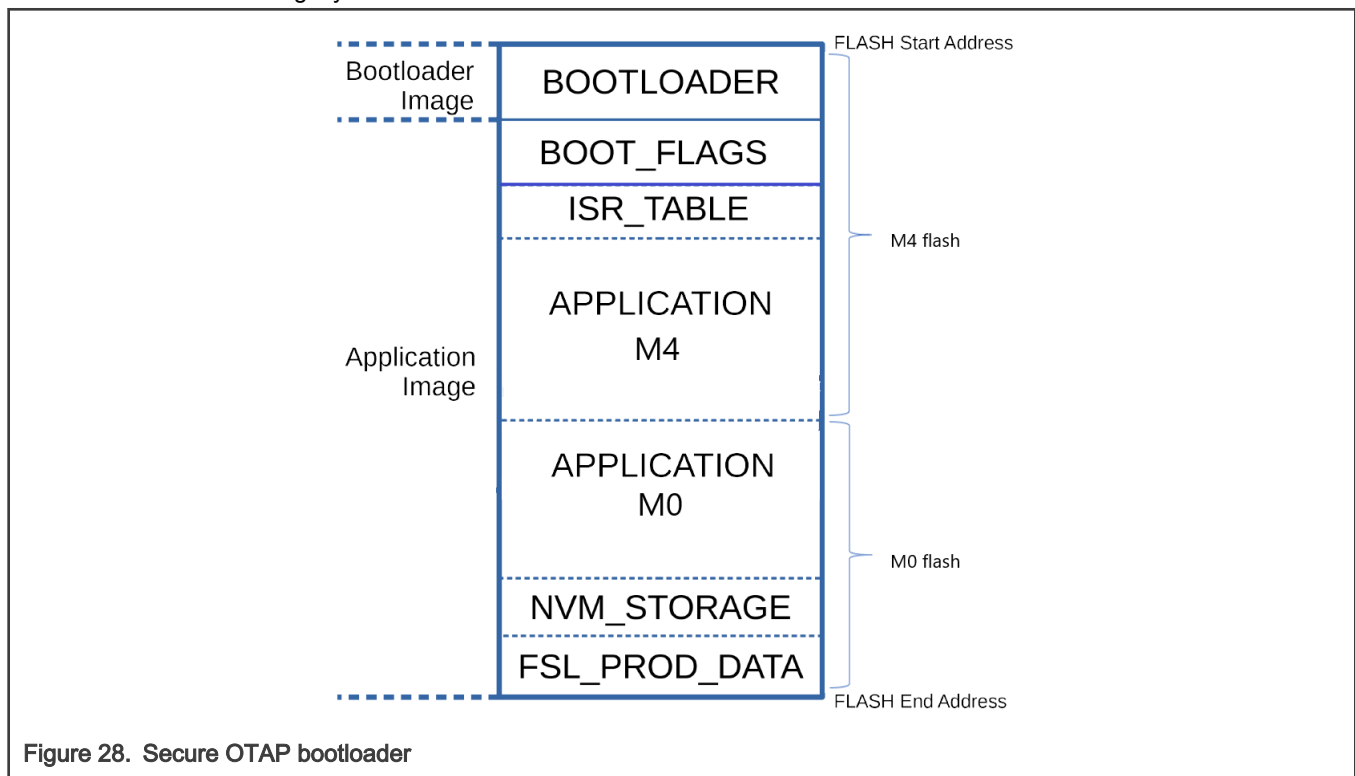 FLASH Start Address
Bootloader
Image
BOOTLOADER
BOOT_FLAGS
ISR_TABLE
M4 flash
APPLICATION
M4
Application
Image
APPLICATION
M0
M0 flash
NVM_STORAGE
FSL_PROD_DATA
FLASH End Address
Figure 28. Secure OTAP bootloader